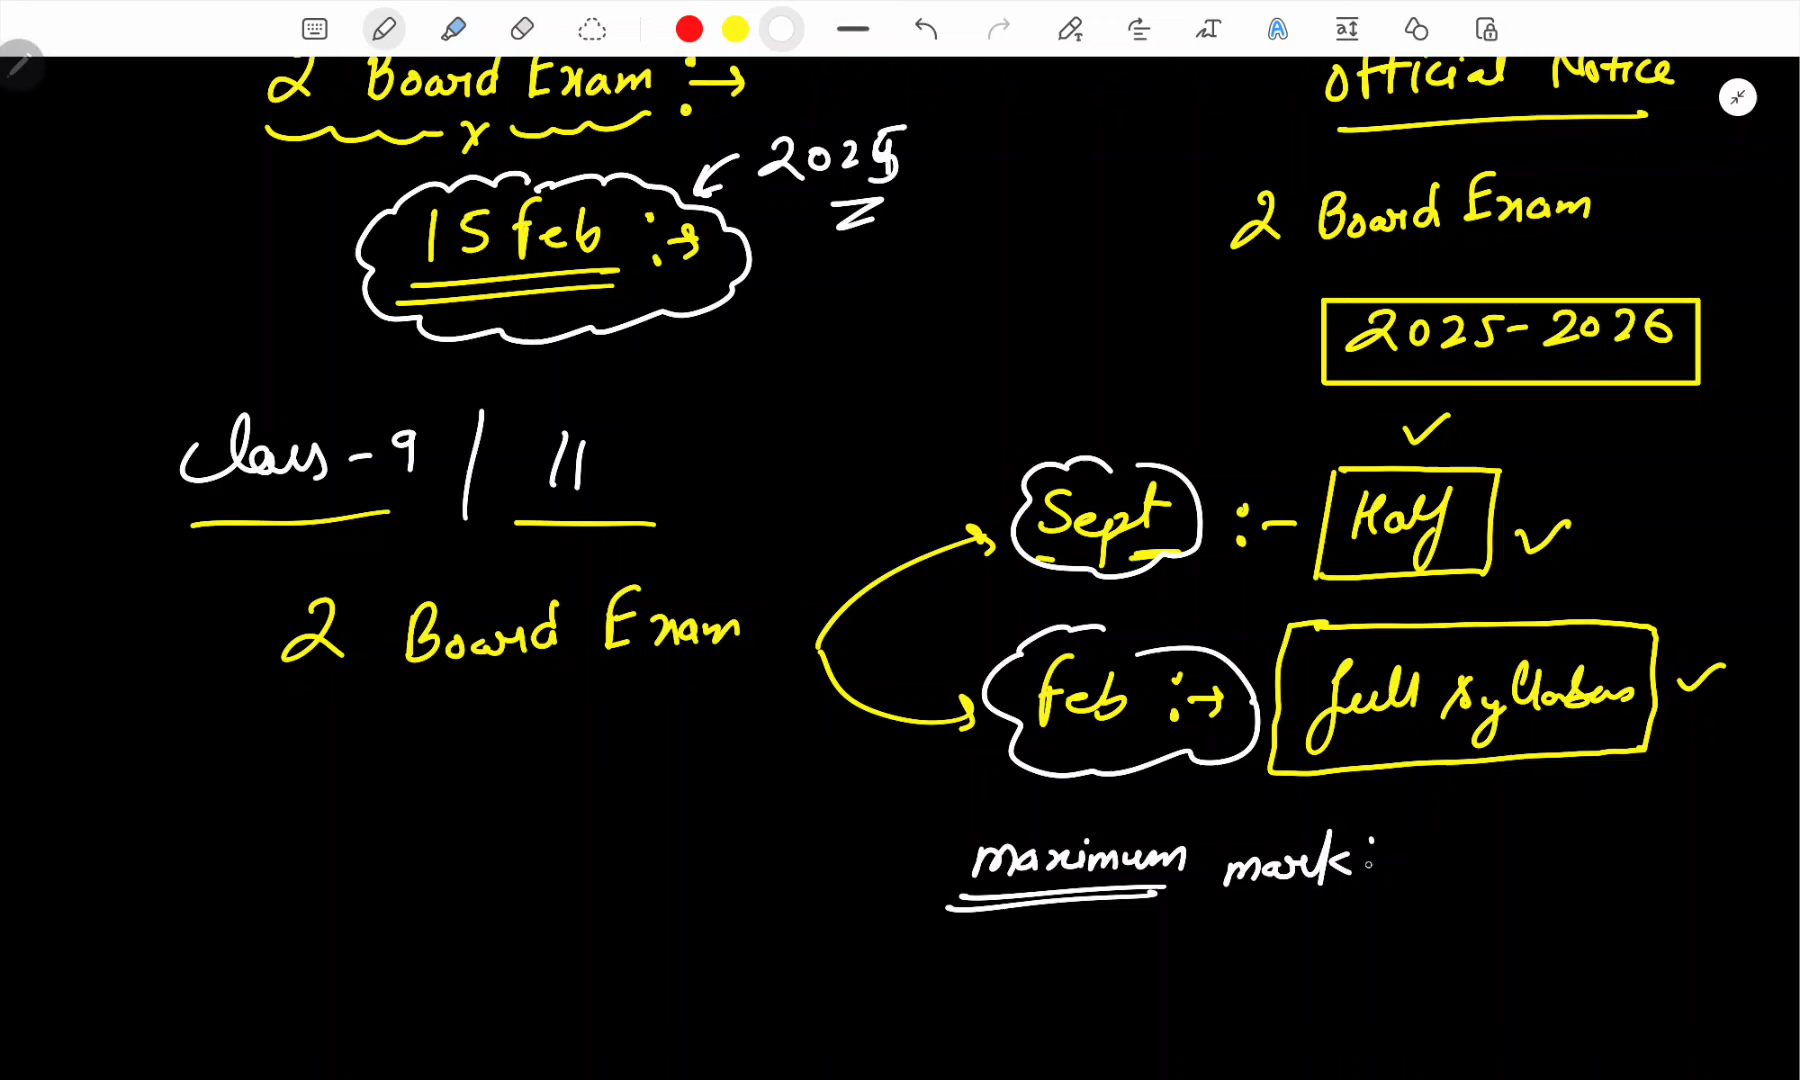 2 Board Exam :→
Official Notice
x
2025
15 Feb :→
2 Board Exam
2025-2026
Class-9 / 11
Sept :- Half
2 Board Exam
Feb :→ full syllabus
maximum mark: